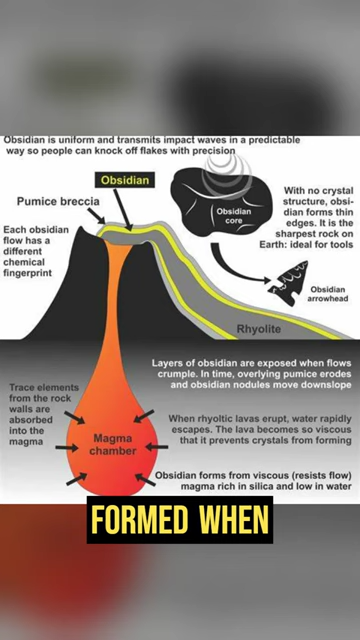 Obsidian is uniform and transmits impact waves in a predictable
way so people can knock off flakes with precision
Obsidian
Pumice breccia
Each obsidian
flow has a
different
chemical
fingerprint
Obsidian
core
With no crystal
structure, obsi-
dian forms thin
edges. It is the
sharpest rock on
Earth: ideal for tools
Obsidian
arrowhead
Rhyolite
Layers of obsidian are exposed when flows
crumple. In time, overlying pumice erodes
and obsidian nodules move downslope
Trace elements
from the rock
walls are
absorbed
into the
magma
Magma
chamber
When rhyoltic lavas erupt, water rapidly
escapes. The lava becomes so viscous
that it prevents crystals from forming
Obsidian forms from viscous (resists flow)
magma rich in silica and low in water
FORMED WHEN